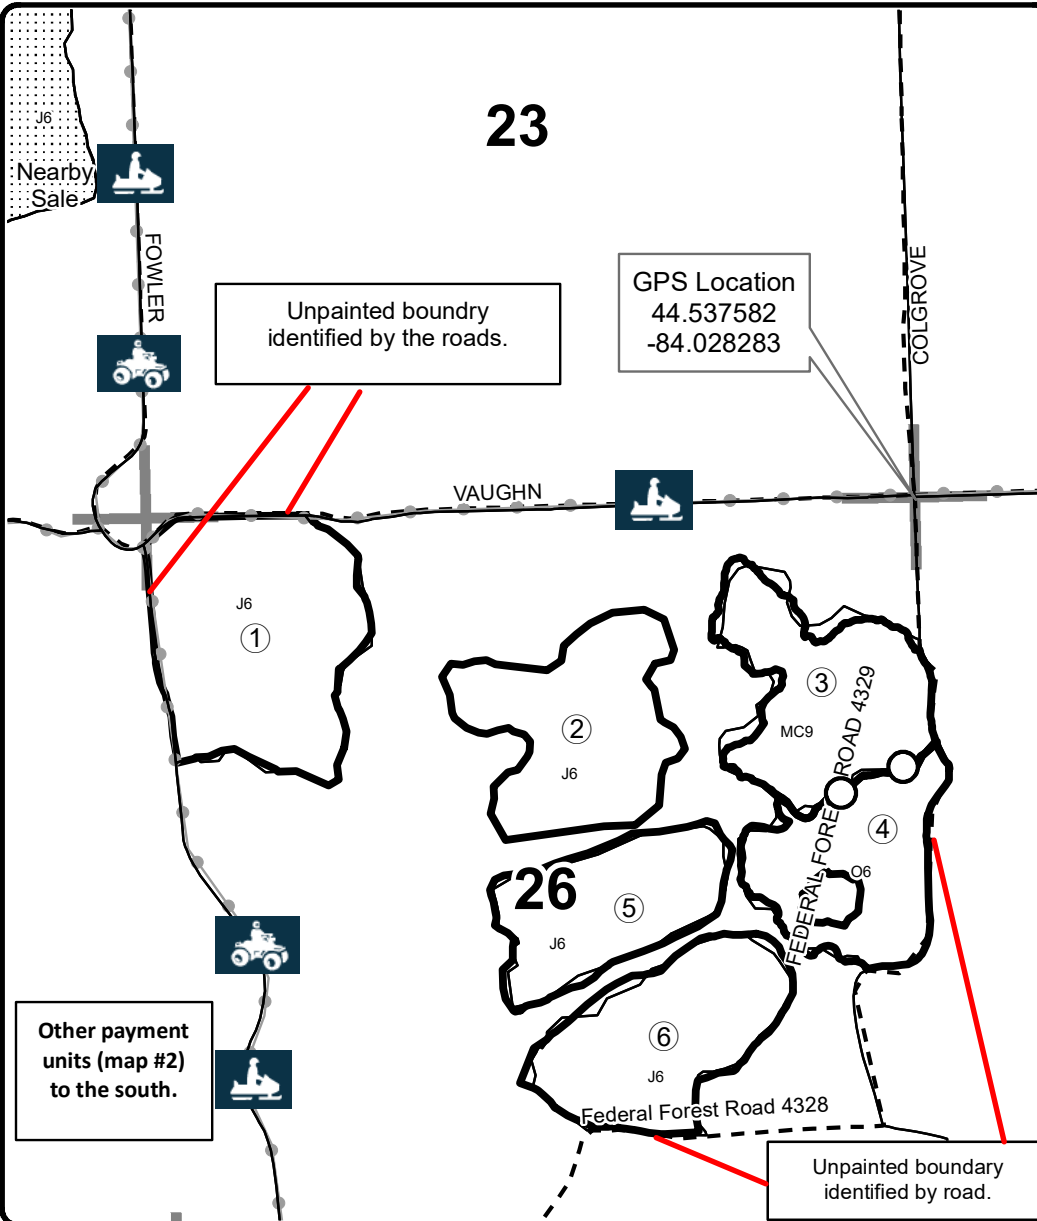 23
J6
Nearby
Sale
FOWLER
GPS Location
44.537582
-84.028283
COLGROVE
Unpainted boundry
identified by the roads.
VAUGHN
J6
1
3
MC9
FEDERAL FORE ROAD 4329
2
J6
4
O6
26
5
J6
6
J6
Other payment
units (map #2)
to the south.
Federal Forest Road 4328
Unpainted boundary
identified by road.